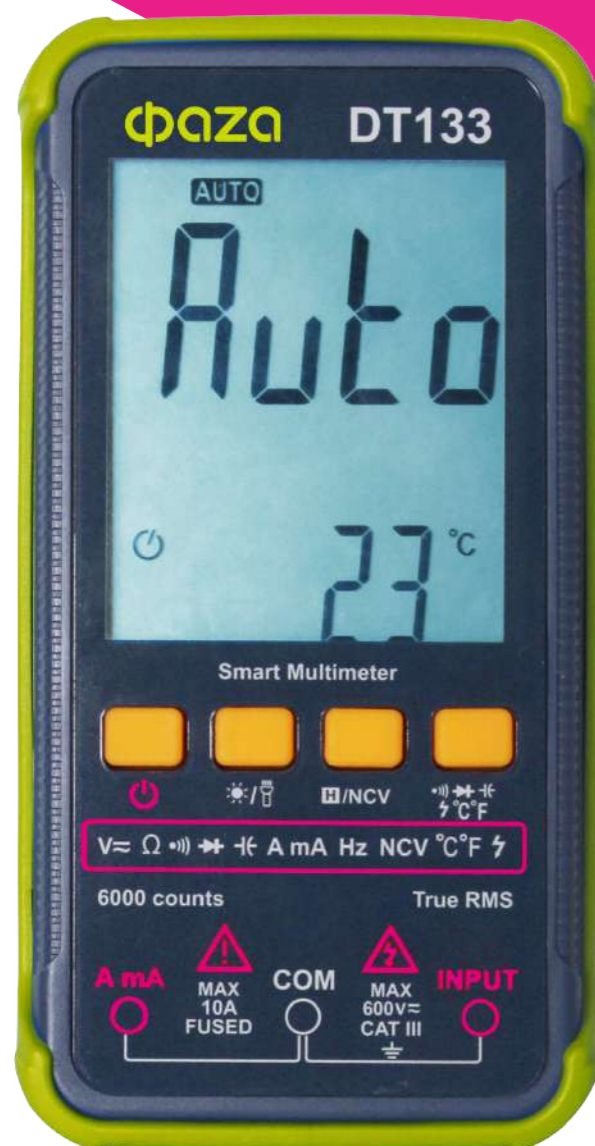 фаza DT133
AUTO
Auto
23 °C
Smart Multimeter
H/NCV
°C°F
V Ω A mA Hz NCV °C°F
6000 counts True RMS
A mA COM INPUT
MAX
10A
FUSED
MAX
600V
CAT III